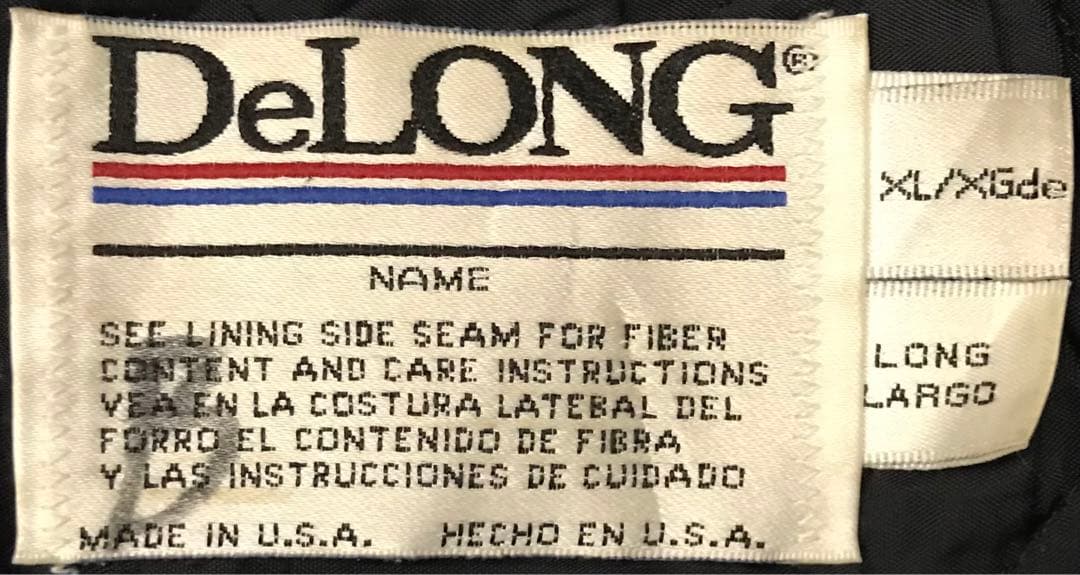 DeLONG®
NAME
SEE LINING SIDE SEAM FOR FIBER
CONTENT AND CARE INSTRUCTIONS
VEA EN LA COSTURA LATEBAL DEL
FORRO EL CONTENIDO DE FIBRA
Y LAS INSTRUCCIONES DE CUIDADO
MADE IN U.S.A. HECHO EN U.S.A.
B
XL/XGde
LONG
LARGO